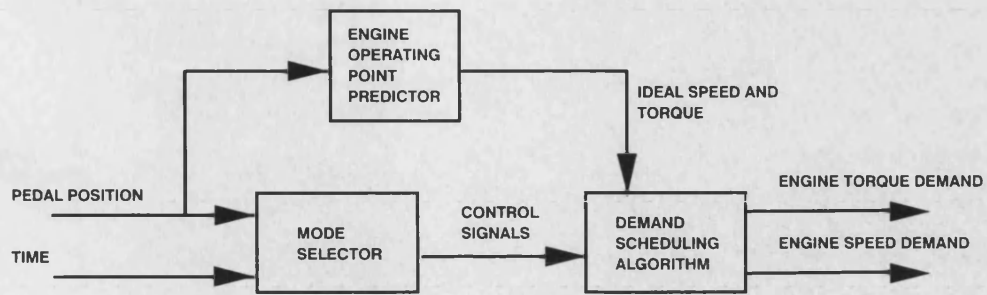 ENGINE
OPERATING
POINT
PREDICTOR
IDEAL SPEED AND
TORQUE
PEDAL POSITION
TIME
MODE
SELECTOR
CONTROL
SIGNALS
DEMAND
SCHEDULING
ALGORITHM
ENGINE TORQUE DEMAND
ENGINE SPEED DEMAND